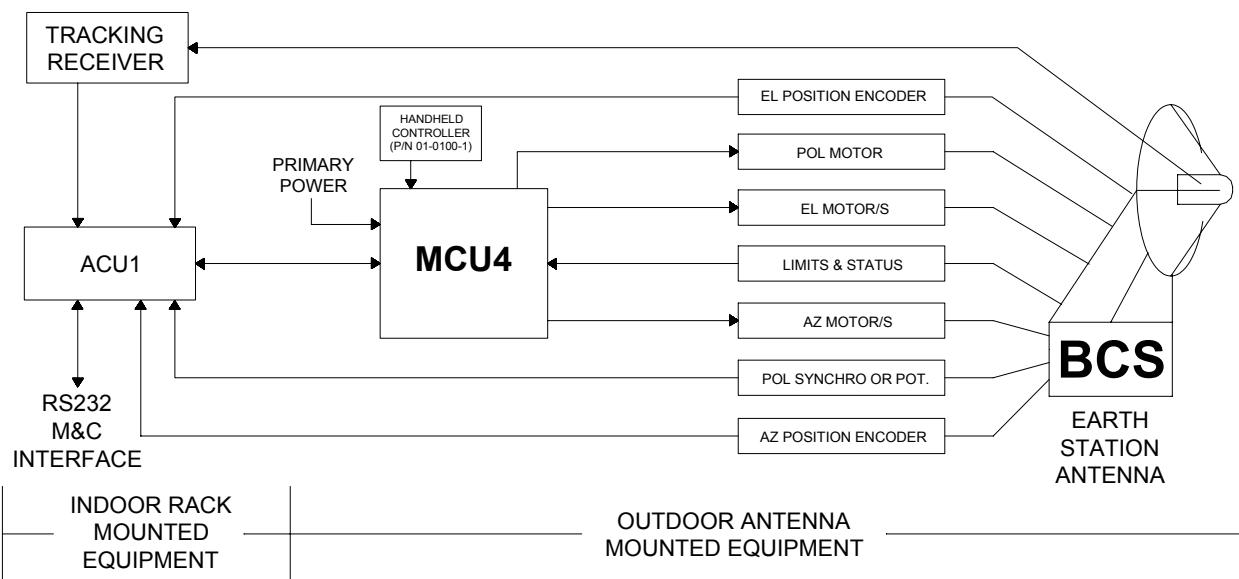 TRACKING
RECEIVER
EL POSITION ENCODER
HANDHELD
CONTROLLER
(P/N 01-0100-1)
POL MOTOR
PRIMARY
POWER
EL MOTOR/S
ACU1
MCU4
LIMITS & STATUS
AZ MOTOR/S
BCS
POL SYNCHRO OR POT.
RS232
M&C
INTERFACE
AZ POSITION ENCODER
EARTH
STATION
ANTENNA
INDOOR RACK
MOUNTED
EQUIPMENT
OUTDOOR ANTENNA
MOUNTED EQUIPMENT